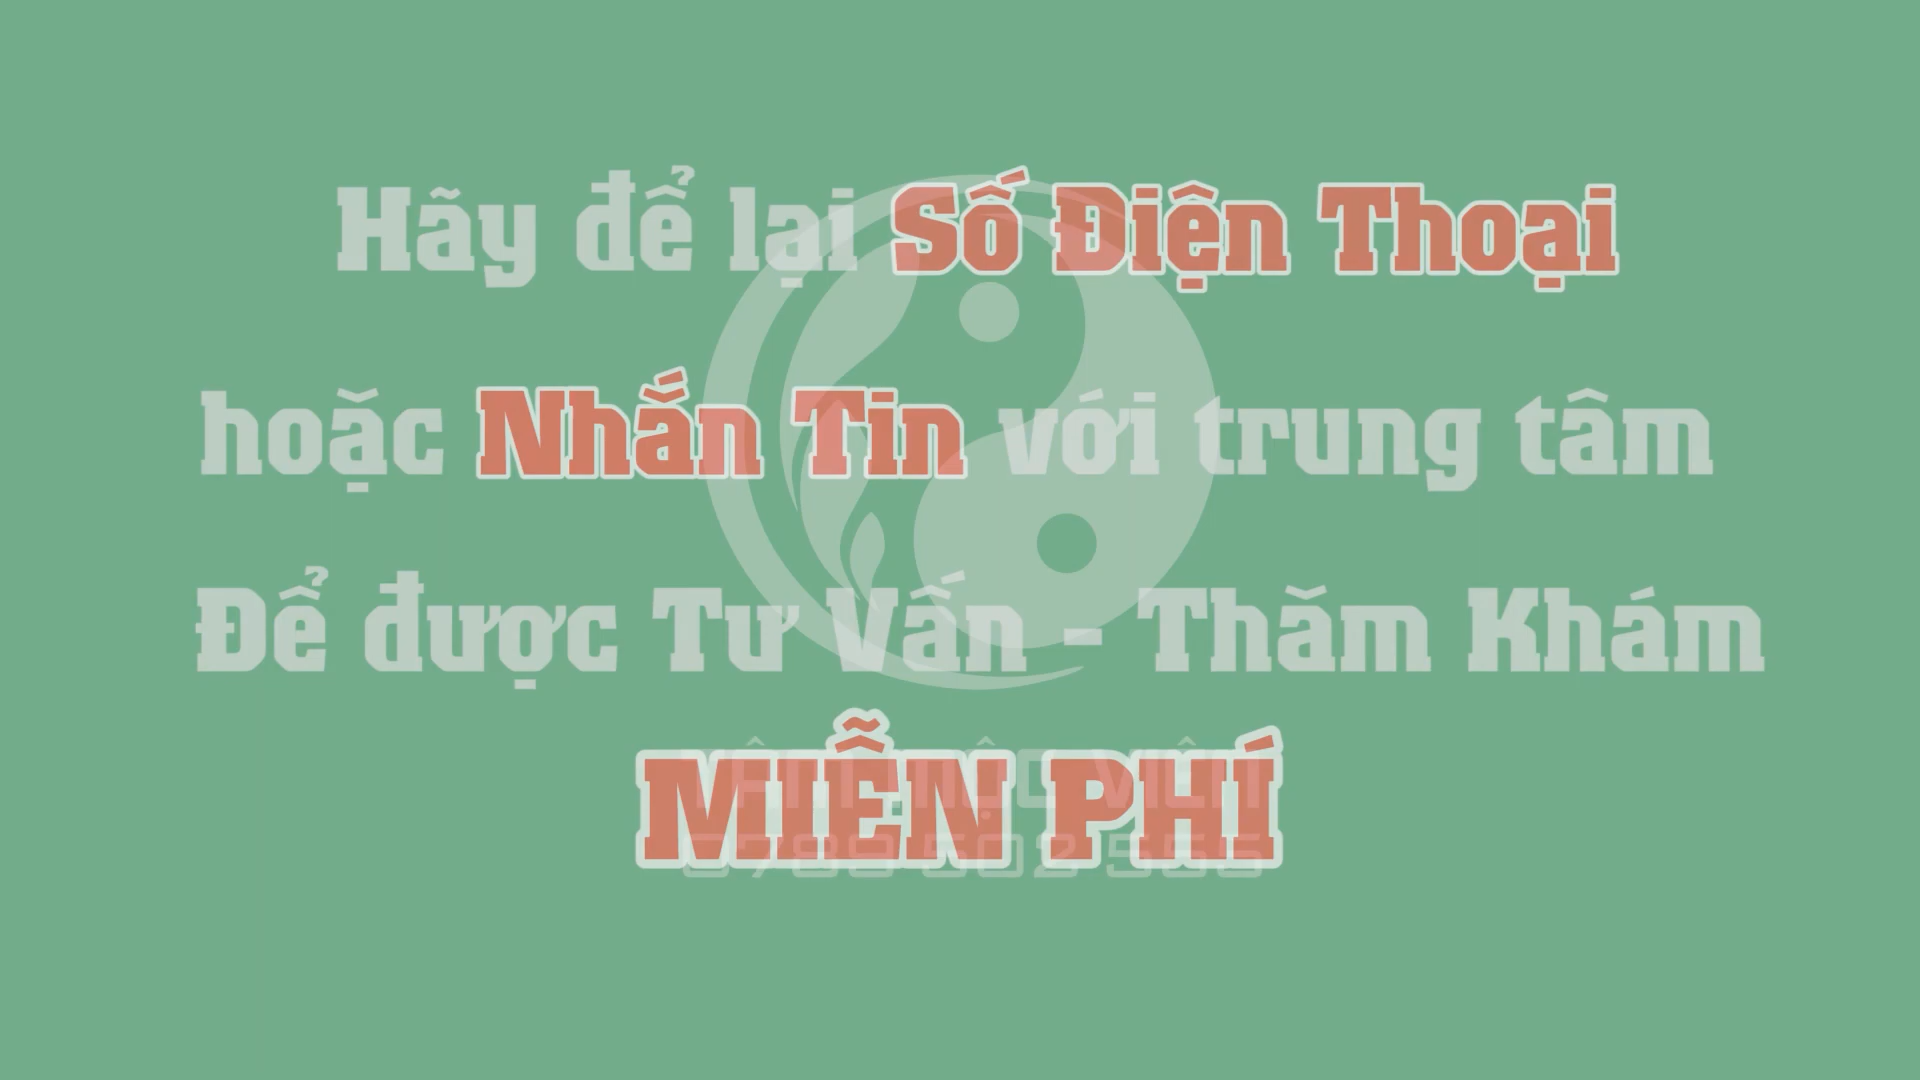 Hãy để lại Số Điện Thoại
hoặc Nhắn Tin với trung tâm
Để được Tư Vấn - Thăm Khám
MIỄN PHÍ